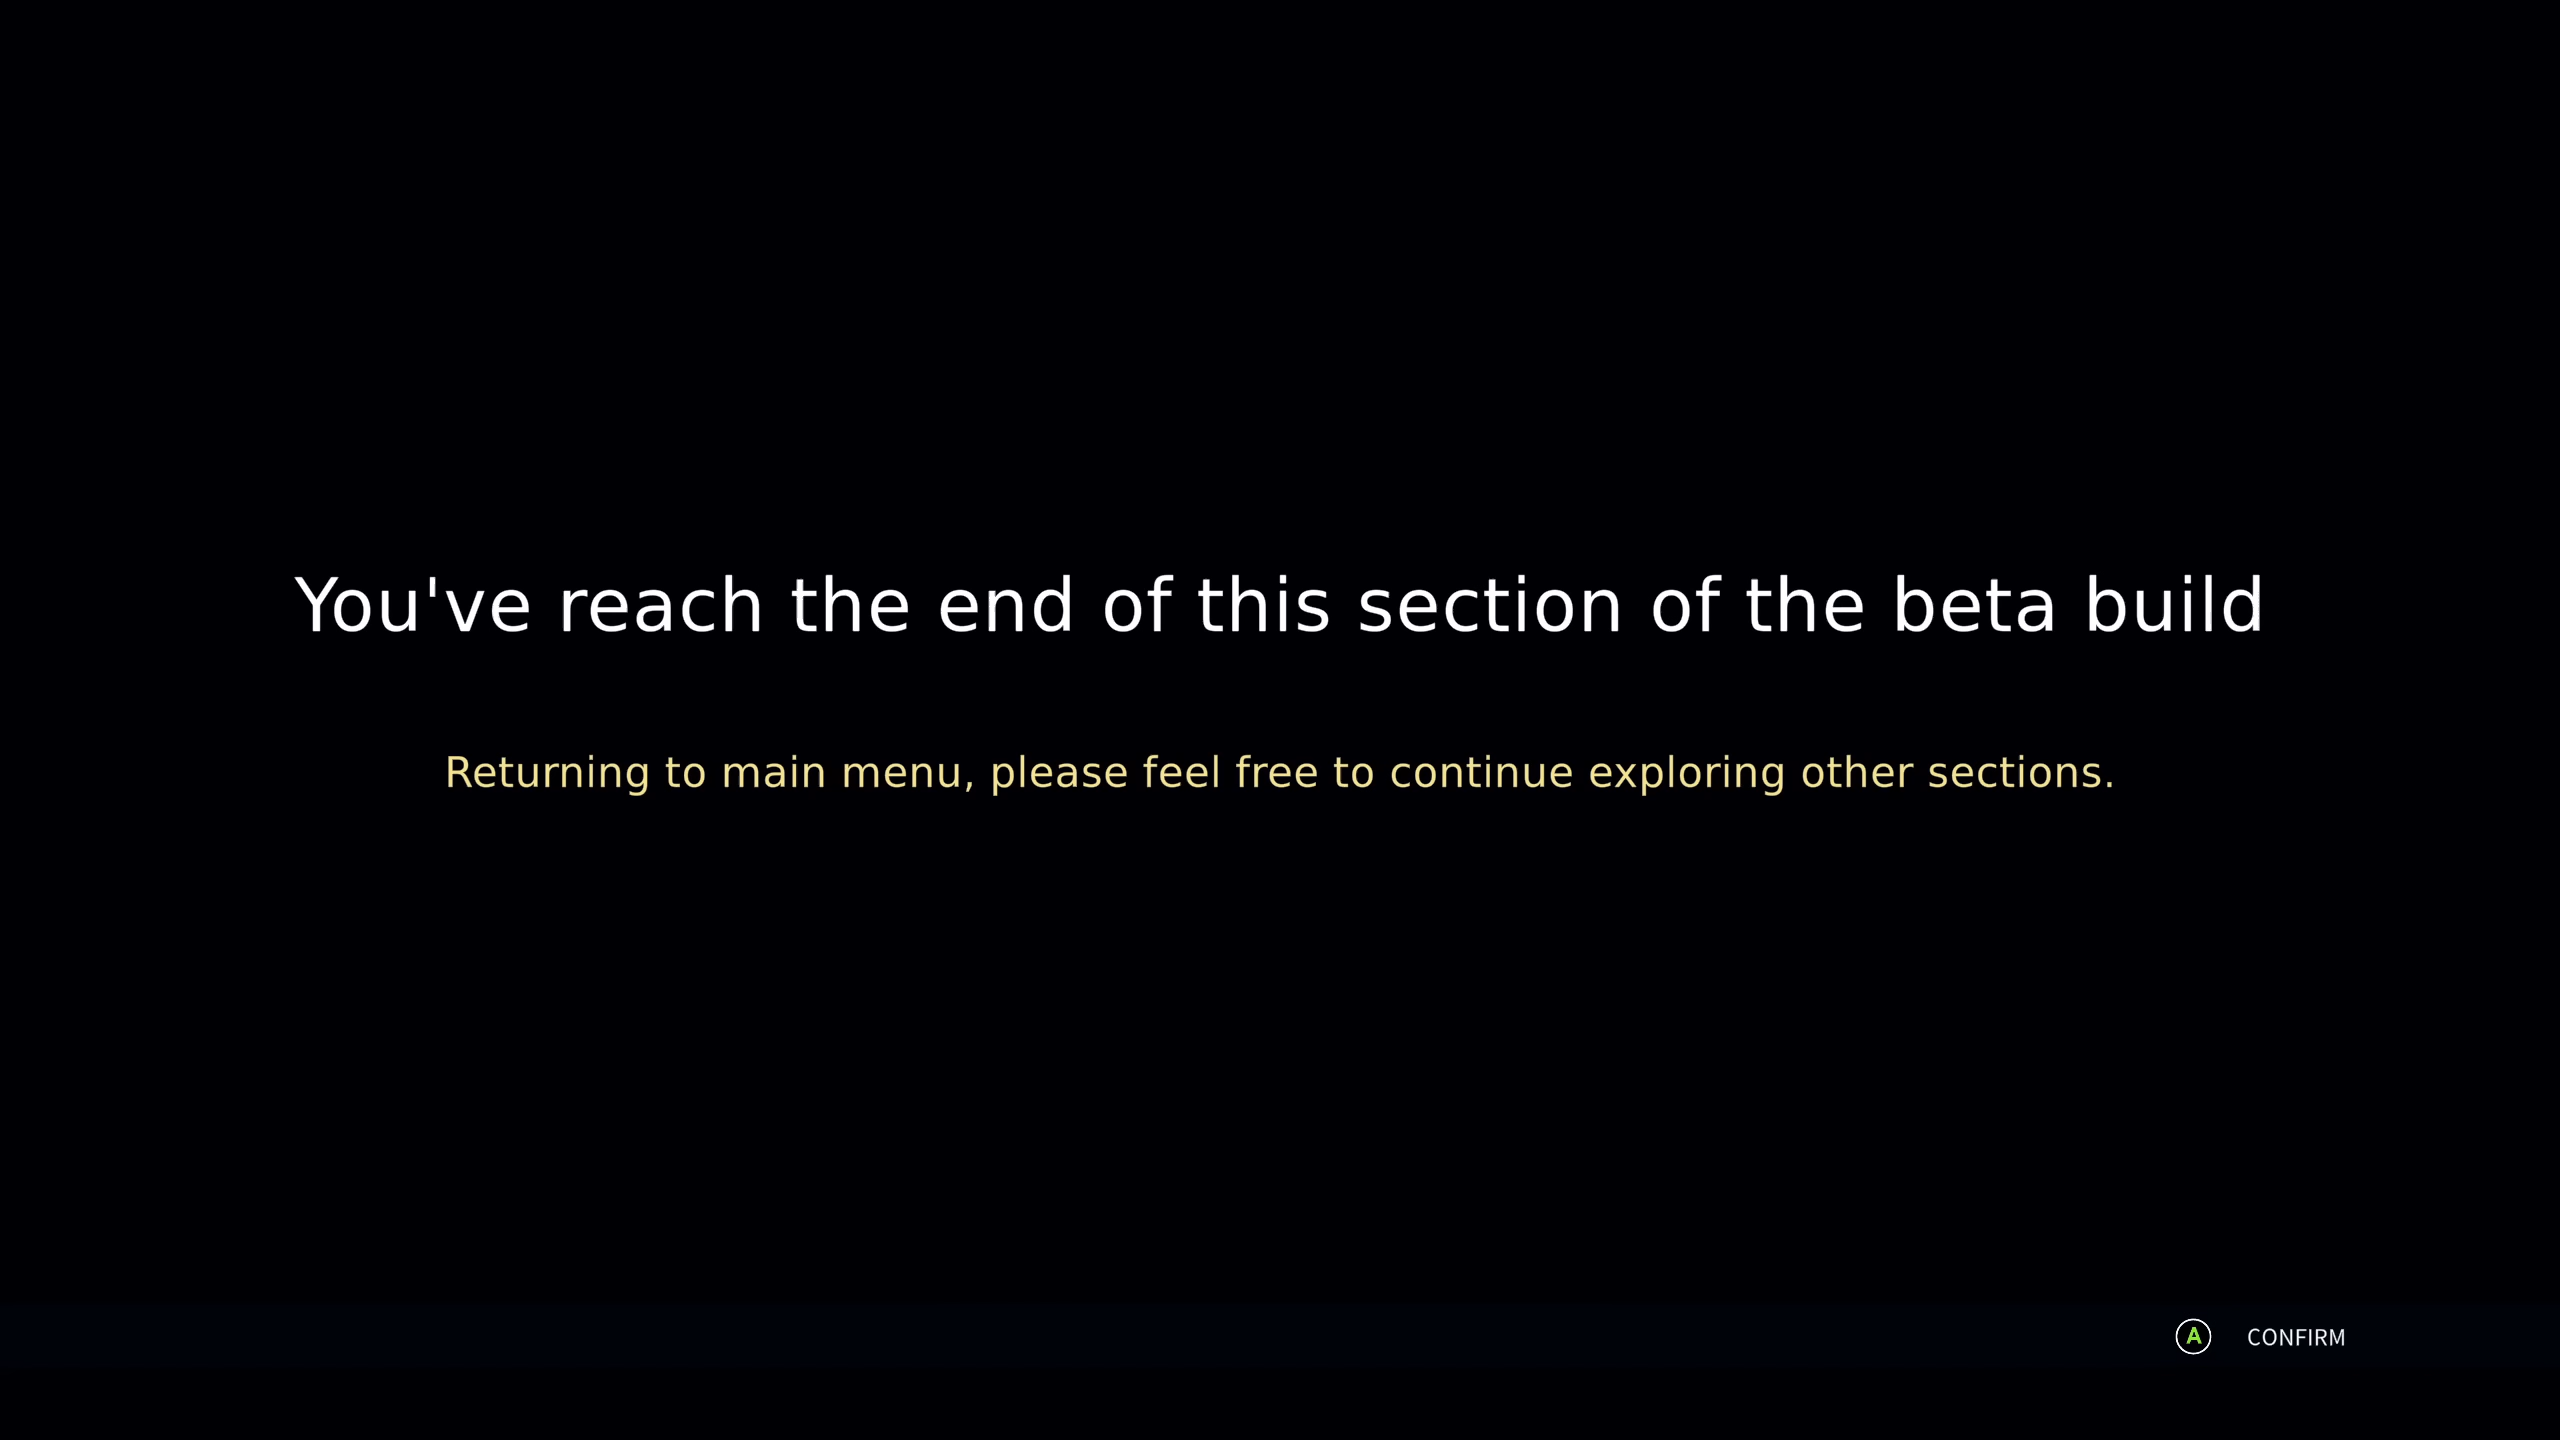 You've reach the end of this section of the beta build
Returning to main menu, please feel free to continue exploring other sections.
A CONFIRM